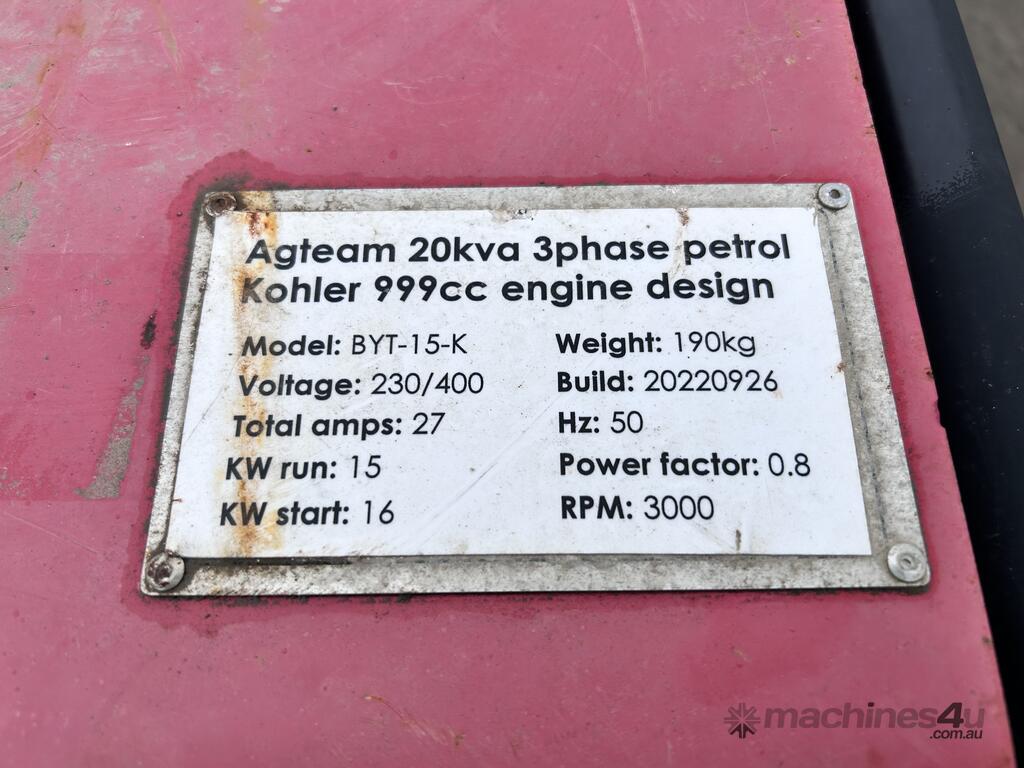 Agteam 20kva 3phase petrol
Kohler 999cc engine design
Model: BYT-15-K
Weight: 190kg
Voltage: 230/400
Build: 20220926
Total amps: 27
Hz: 50
KW run: 15
Power factor: 0.8
KW start: 16
RPM: 3000
machines4u
.com.au